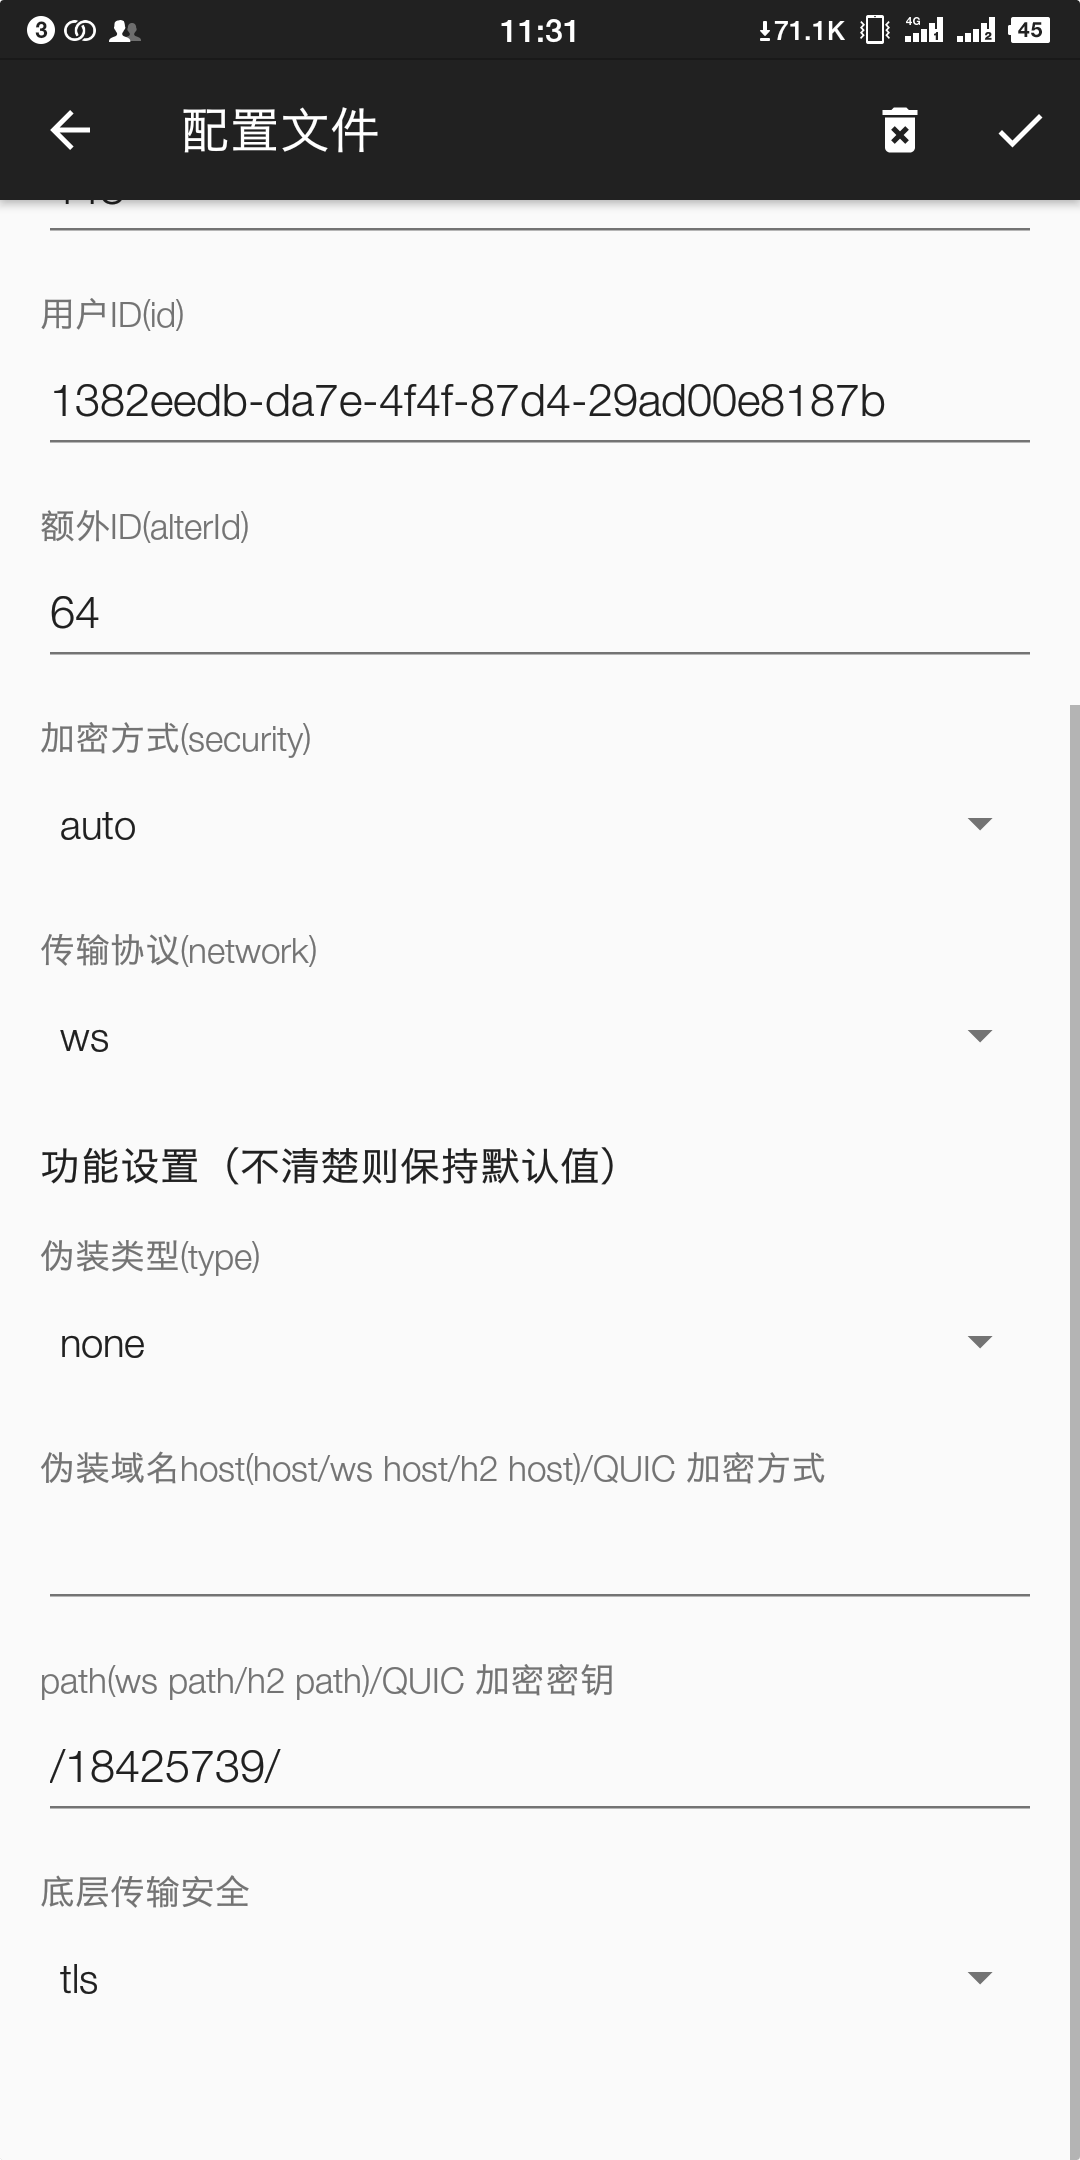 3 11:31 71.1K 4G 1 2 45
配置文件
用户ID(id)
1382eedb-da7e-4f4f-87d4-29ad00e8187b
额外ID(alterId)
64
加密方式(security)
auto
传输协议(network)
ws
功能设置（不清楚则保持默认值）
伪装类型(type)
none
伪装域名host(host/ws host/h2 host)/QUIC 加密方式
path(ws path/h2 path)/QUIC 加密密钥
/18425739/
底层传输安全
tls